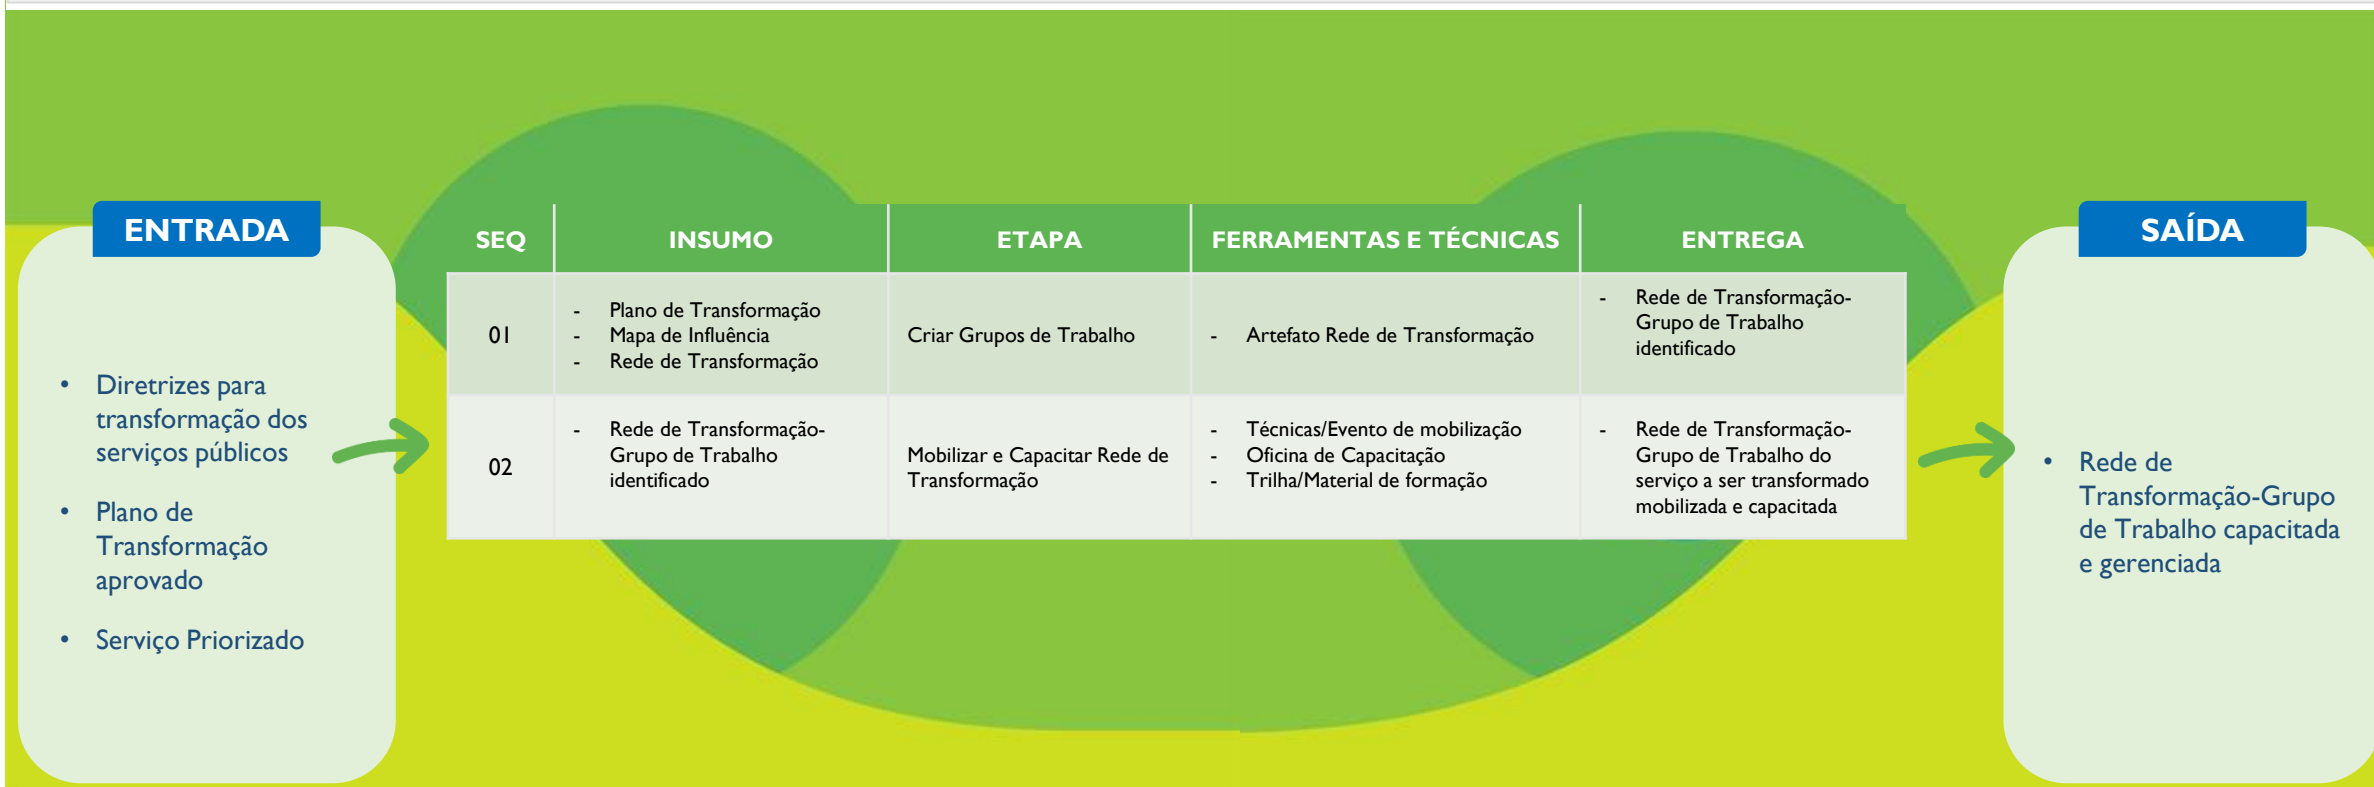 ENTRADA
• Diretrizes para
transformação dos
serviços públicos
• Plano de
Transformação
aprovado
• Serviço Priorizado
SEQ
INSUMO
ETAPA
FERRAMENTAS E TÉCNICAS
ENTREGA
01
- Plano de Transformação
- Mapa de Influência
- Rede de Transformação
Criar Grupos de Trabalho
- Artefato Rede de Transformação
- Rede de Transformação-
Grupo de Trabalho
identificado
02
- Rede de Transformação-
Grupo de Trabalho
identificado
Mobilizar e Capacitar Rede de
Transformação
- Técnicas/Evento de mobilização
- Oficina de Capacitação
- Trilha/Material de formação
- Rede de Transformação-
Grupo de Trabalho do
serviço a ser transformado
mobilizada e capacitada
SAÍDA
• Rede de
Transformação-Grupo
de Trabalho capacitada
e gerenciada